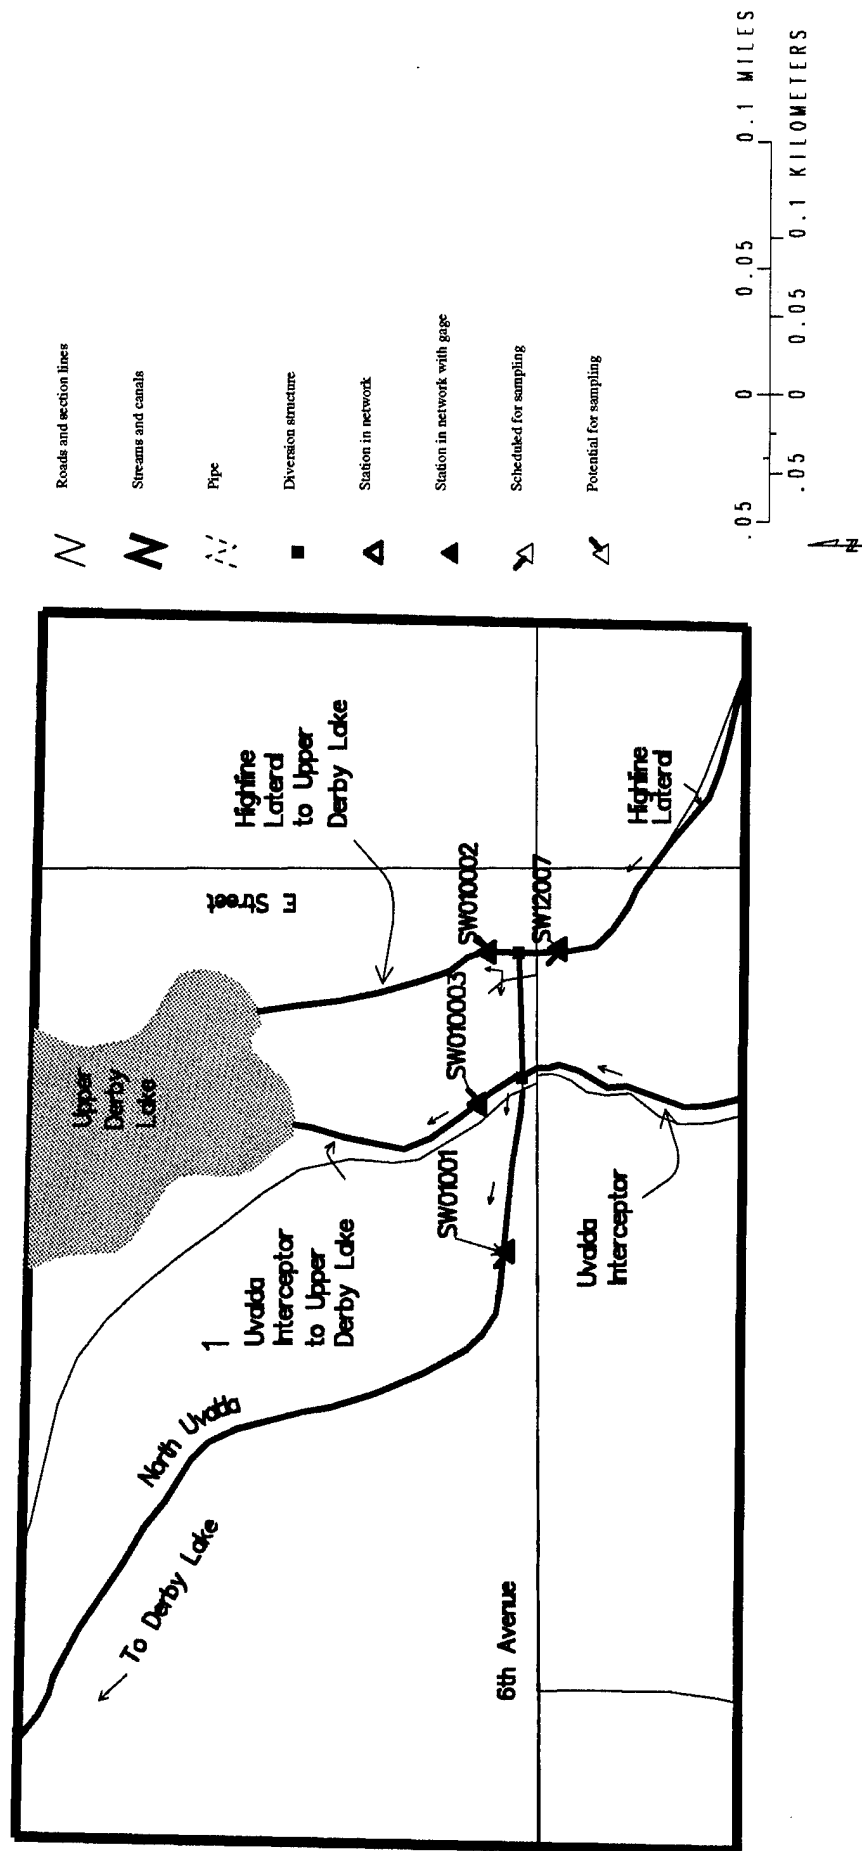 Upper
Derby
Lake
Highline
Lateral
to Upper
Derby Lake
E Street
SW010002
SW12007
SW010003
SW01001
Highline
Lateral
Uvalda
Interceptor
to Upper
Derby Lake
1
North Uvalda
To Derby Lake
6th Avenue
Uvalda
Interceptor
Roads and section lines
Streams and canals
Pipe
Diversion structure
Station in network
Station in network with gage
Scheduled for sampling
Potential for sampling
.05 0 0.05 0.1 MILES
.05 0 0.05 0.1 KILOMETERS
N